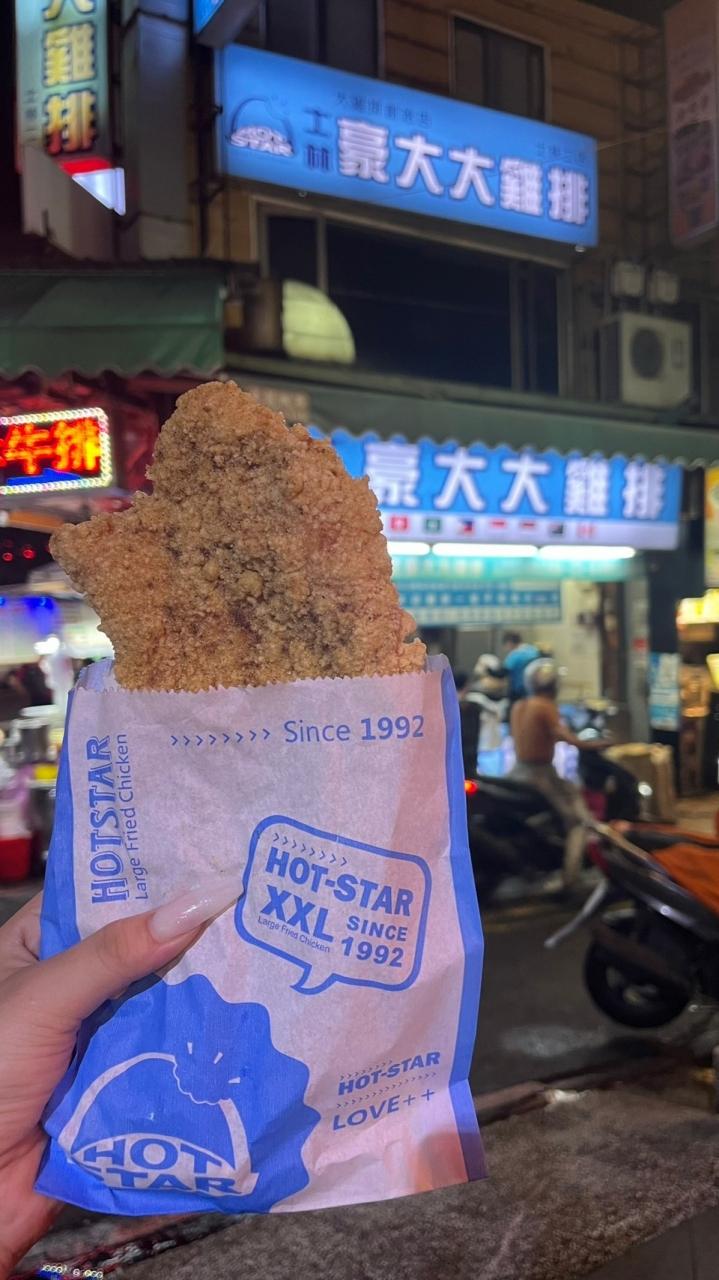 大雞排
士林
豪大大雞排
牛排
豪大大雞排
Since 1992
HOTSTAR
Large Fried Chicken
HOT-STAR
XXL SINCE
Large Fried Chicken 1992
HOT-STAR
LOVE++
HOT
STAR